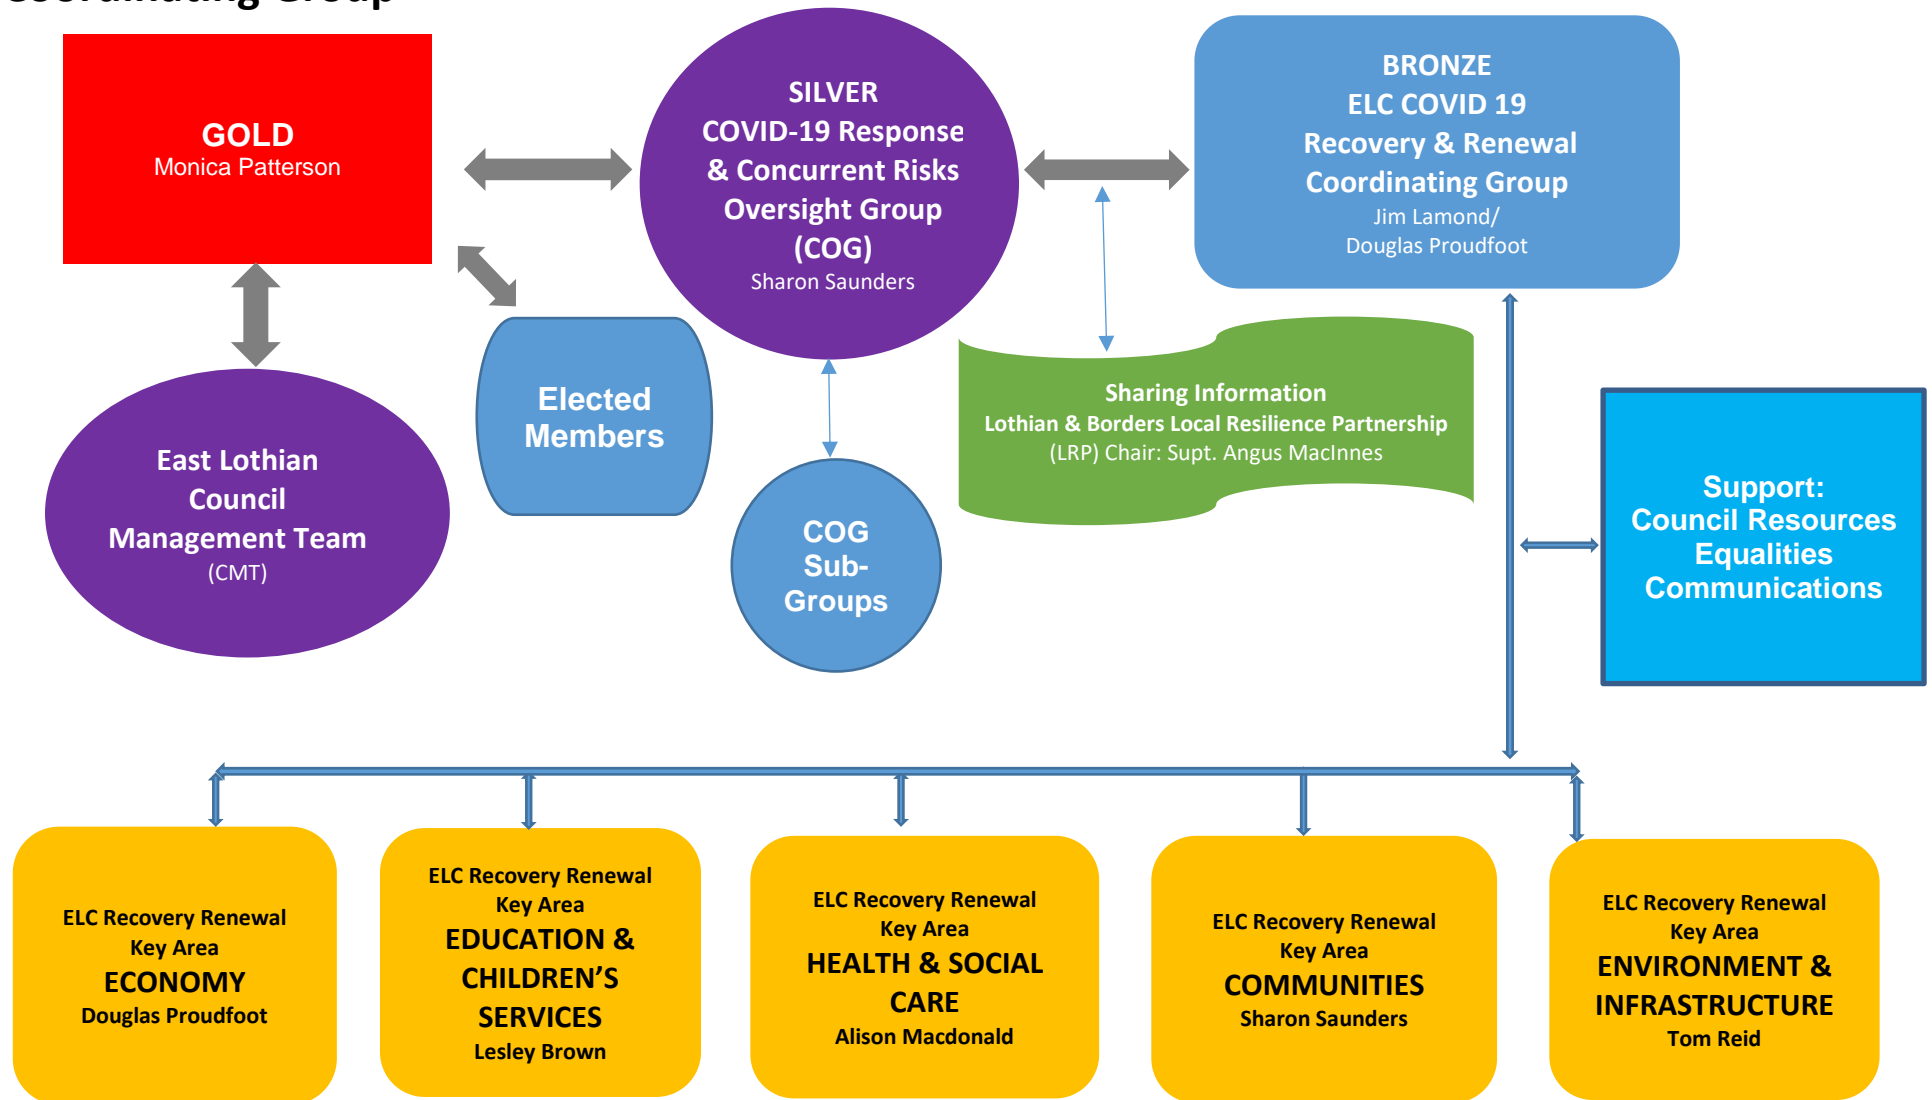 Coordinating Group
GOLD
Monica Patterson
SILVER
COVID-19 Response
& Concurrent Risks
Oversight Group
(COG)
Sharon Saunders
BRONZE
ELC COVID 19
Recovery & Renewal
Coordinating Group
Jim Lamond/
Douglas Proudfoot
East Lothian
Council
Management Team
(CMT)
Elected
Members
COG
Sub-
Groups
Sharing Information
Lothian & Borders Local Resilience Partnership
(LRP) Chair: Supt. Angus MacInnes
Support:
Council Resources
Equalities
Communications
ELC Recovery Renewal
Key Area
ECONOMY
Douglas Proudfoot
ELC Recovery Renewal
Key Area
EDUCATION &
CHILDREN’S
SERVICES
Lesley Brown
ELC Recovery Renewal
Key Area
HEALTH & SOCIAL
CARE
Alison Macdonald
ELC Recovery Renewal
Key Area
COMMUNITIES
Sharon Saunders
ELC Recovery Renewal
Key Area
ENVIRONMENT &
INFRASTRUCTURE
Tom Reid